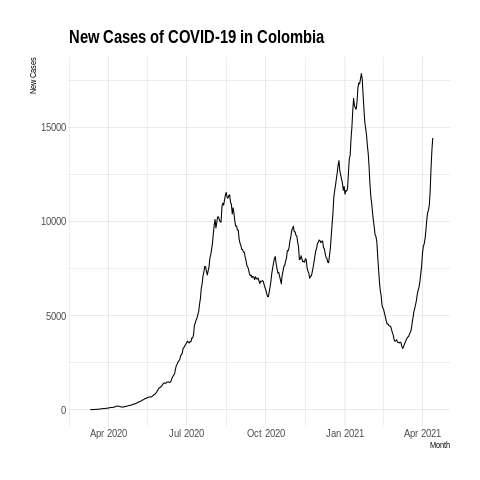 New Cases of COVID-19 in Colombia
New Cases
15000
10000
5000
0
Apr 2020 Jul 2020 Oct 2020 Jan 2021 Apr 2021
Month